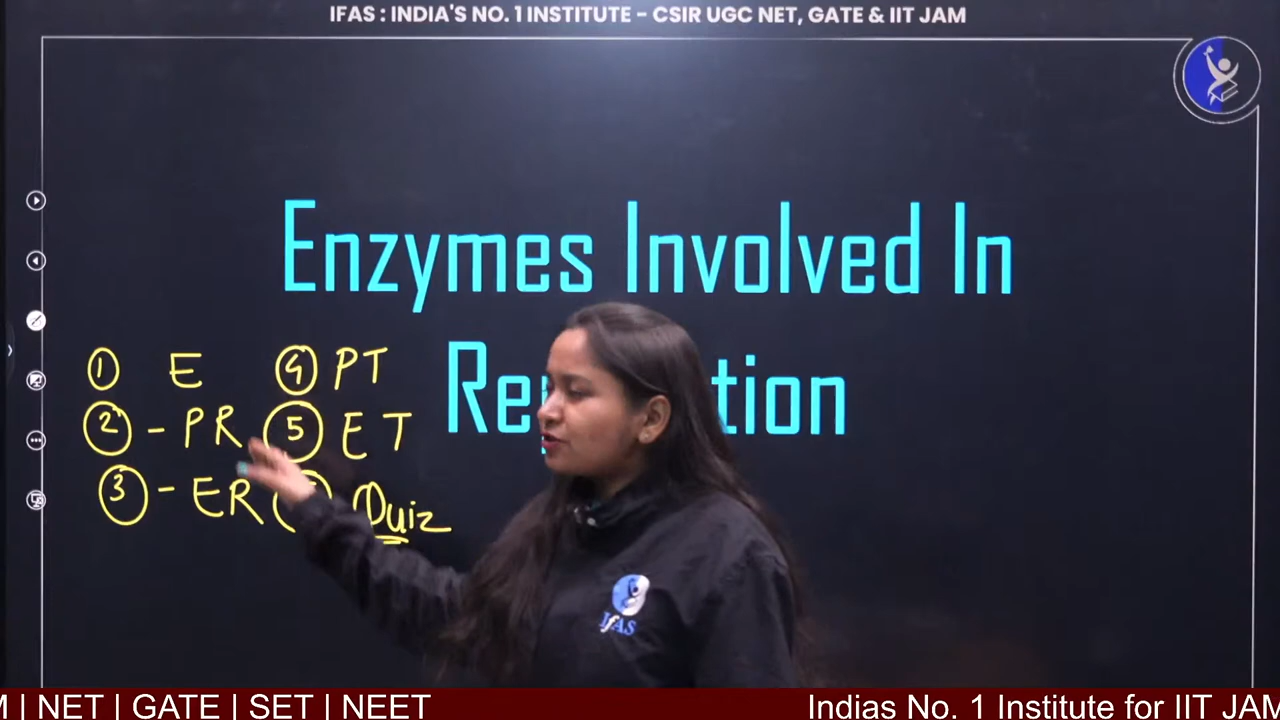 IFAS : INDIA'S NO. 1 INSTITUTE - CSIR UGC NET, GATE & IIT JAM
Enzymes Involved In
① E ④ PT
② - PR ⑤ ET
③ - ER Quiz
IFAS
M | NET | GATE | SET | NEET Indias No. 1 Institute for IIT JAM